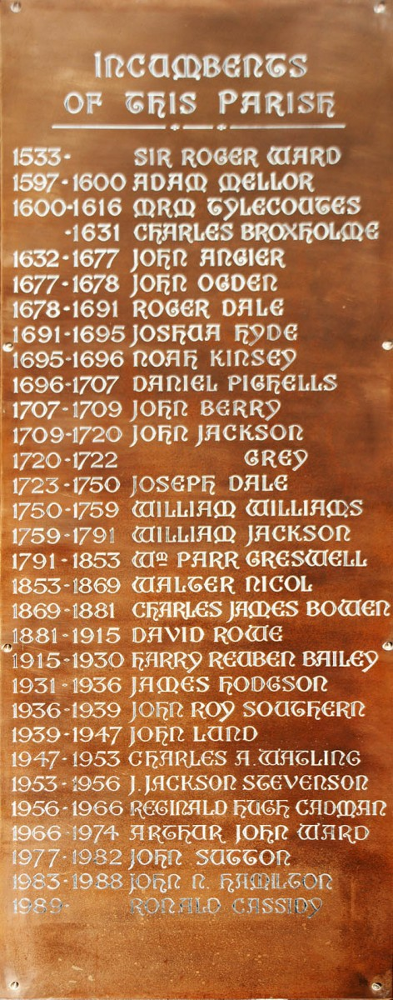 INCUMBENTS
OF THIS PARISH
1533- SIR ROGER WARD
1597-1600 ADAM MELLOR
1600-1616 MRM TYLECOUTES
-1631 CHARLES BROXHOLME
1632-1677 JOHN ANGIER
1677-1678 JOHN OGDEN
1678-1691 ROGER DALE
1691-1695 JOSHUA HYDE
1695-1696 NOAH KINSEY
1696-1707 DANIEL PIGHELLS
1707-1709 JOHN BERRY
1709-1720 JOHN JACKSON
1720-1722 GREY
1723-1750 JOSEPH DALE
1750-1759 WILLIAM WILLIAMS
1759-1791 WILLIAM JACKSON
1791-1853 Wm PARR GRESWELL
1853-1869 WALTER NICOL
1869-1881 CHARLES JAMES BOWEN
1881-1915 DAVID ROWE
1915-1930 HARRY REUBEN BAILEY
1931-1936 JAMES HODGSON
1936-1939 JOHN ROY SOUTHERN
1939-1947 JOHN LUND
1947-1953 CHARLES A. WATLING
1953-1956 J. JACKSON STEVENSON
1956-1966 REGINALD HUGH CADMAN
1966-1974 ARTHUR JOHN WARD
1977-1982 JOHN SUTTON
1983-1988 JOHN N. HAMILTON
1989- RONALD CASSIDY